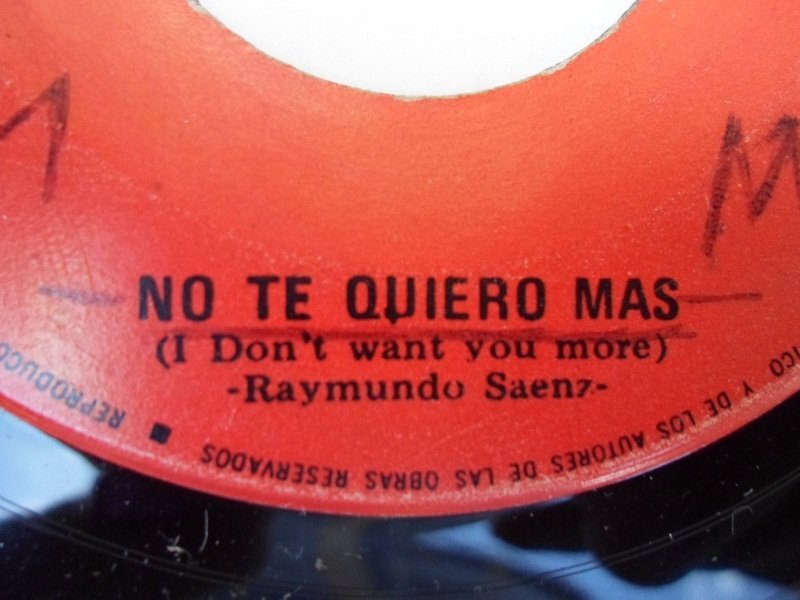 M
NO TE QUIERO MAS
(I Don't want you more)
-Raymundo Saenz-
Y DE LOS AUTORES DE LAS OBRAS RESERVADOS ■